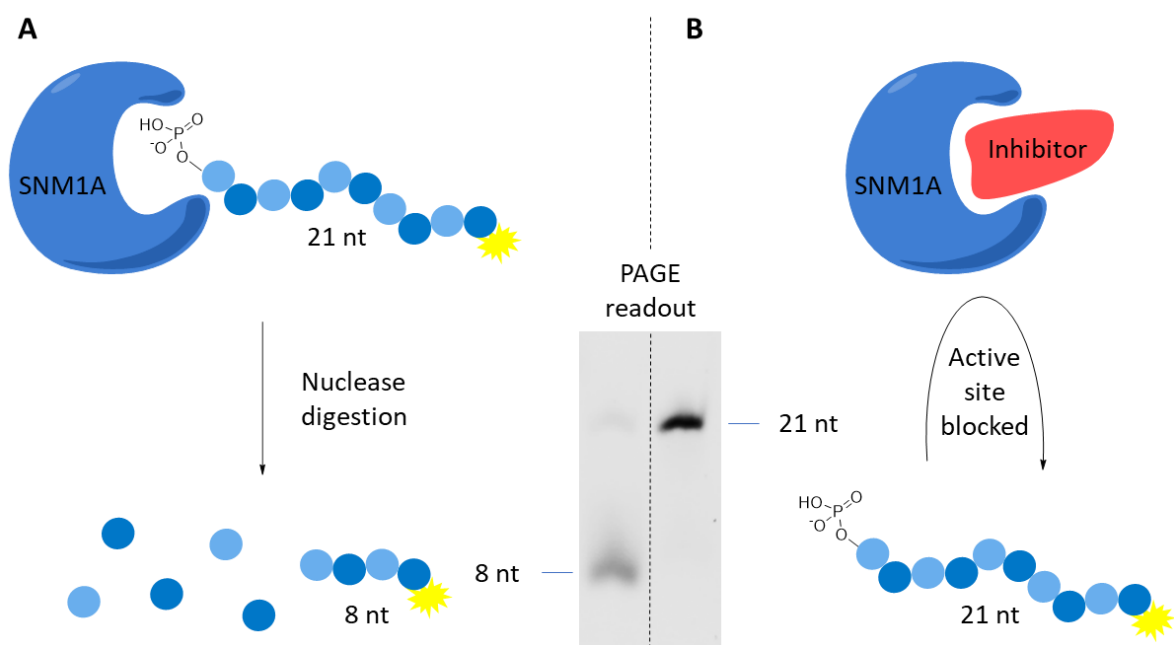 A
B
HO
O
P
-O
O
SNM1A
21 nt
SNM1A
Inhibitor
PAGE
readout
Nuclease
digestion
Active
site
blocked
21 nt
8 nt
8 nt
HO
O
P
-O
O
21 nt